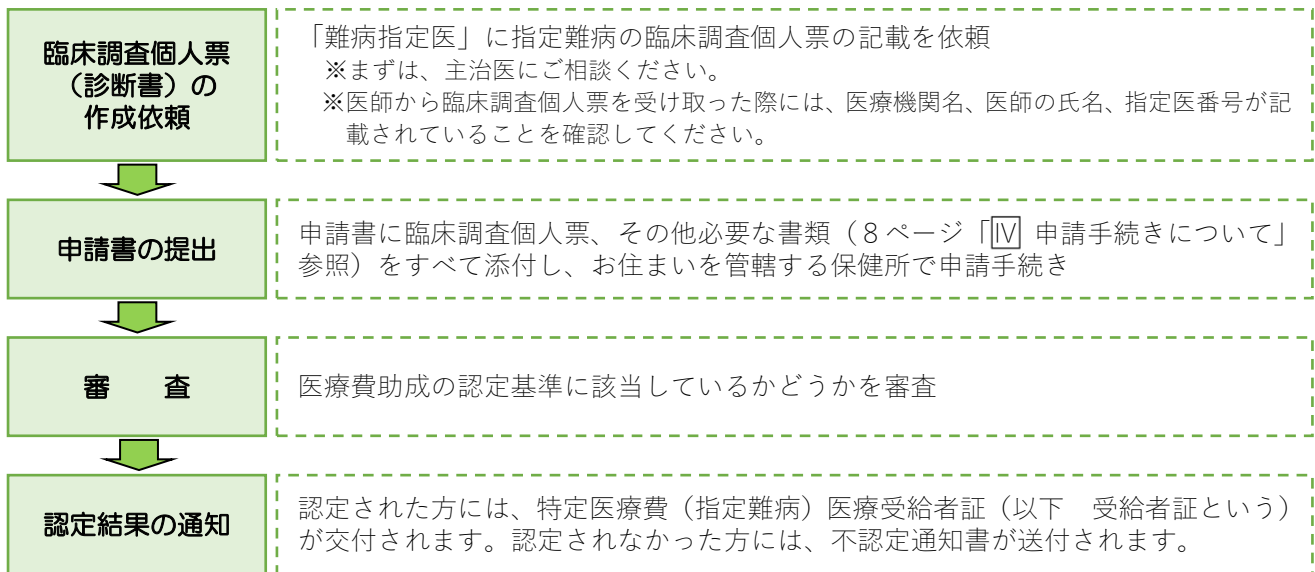 臨床調査個人票
（診断書）の
作成依頼
「難病指定医」に指定難病の臨床調査個人票の記載を依頼
※まずは、主治医にご相談ください。
※医師から臨床調査個人票を受け取った際には、医療機関名、医師の氏名、指定医番号が記
載されていることを確認してください。
申請書の提出
申請書に臨床調査個人票、その他必要な書類（８ページ「Ⅳ 申請手続きについて」
参照）をすべて添付し、お住まいを管轄する保健所で申請手続き
審　　査
医療費助成の認定基準に該当しているかどうかを審査
認定結果の通知
認定された方には、特定医療費（指定難病）医療受給者証（以下　受給者証という）
が交付されます。認定されなかった方には、不認定通知書が送付されます。